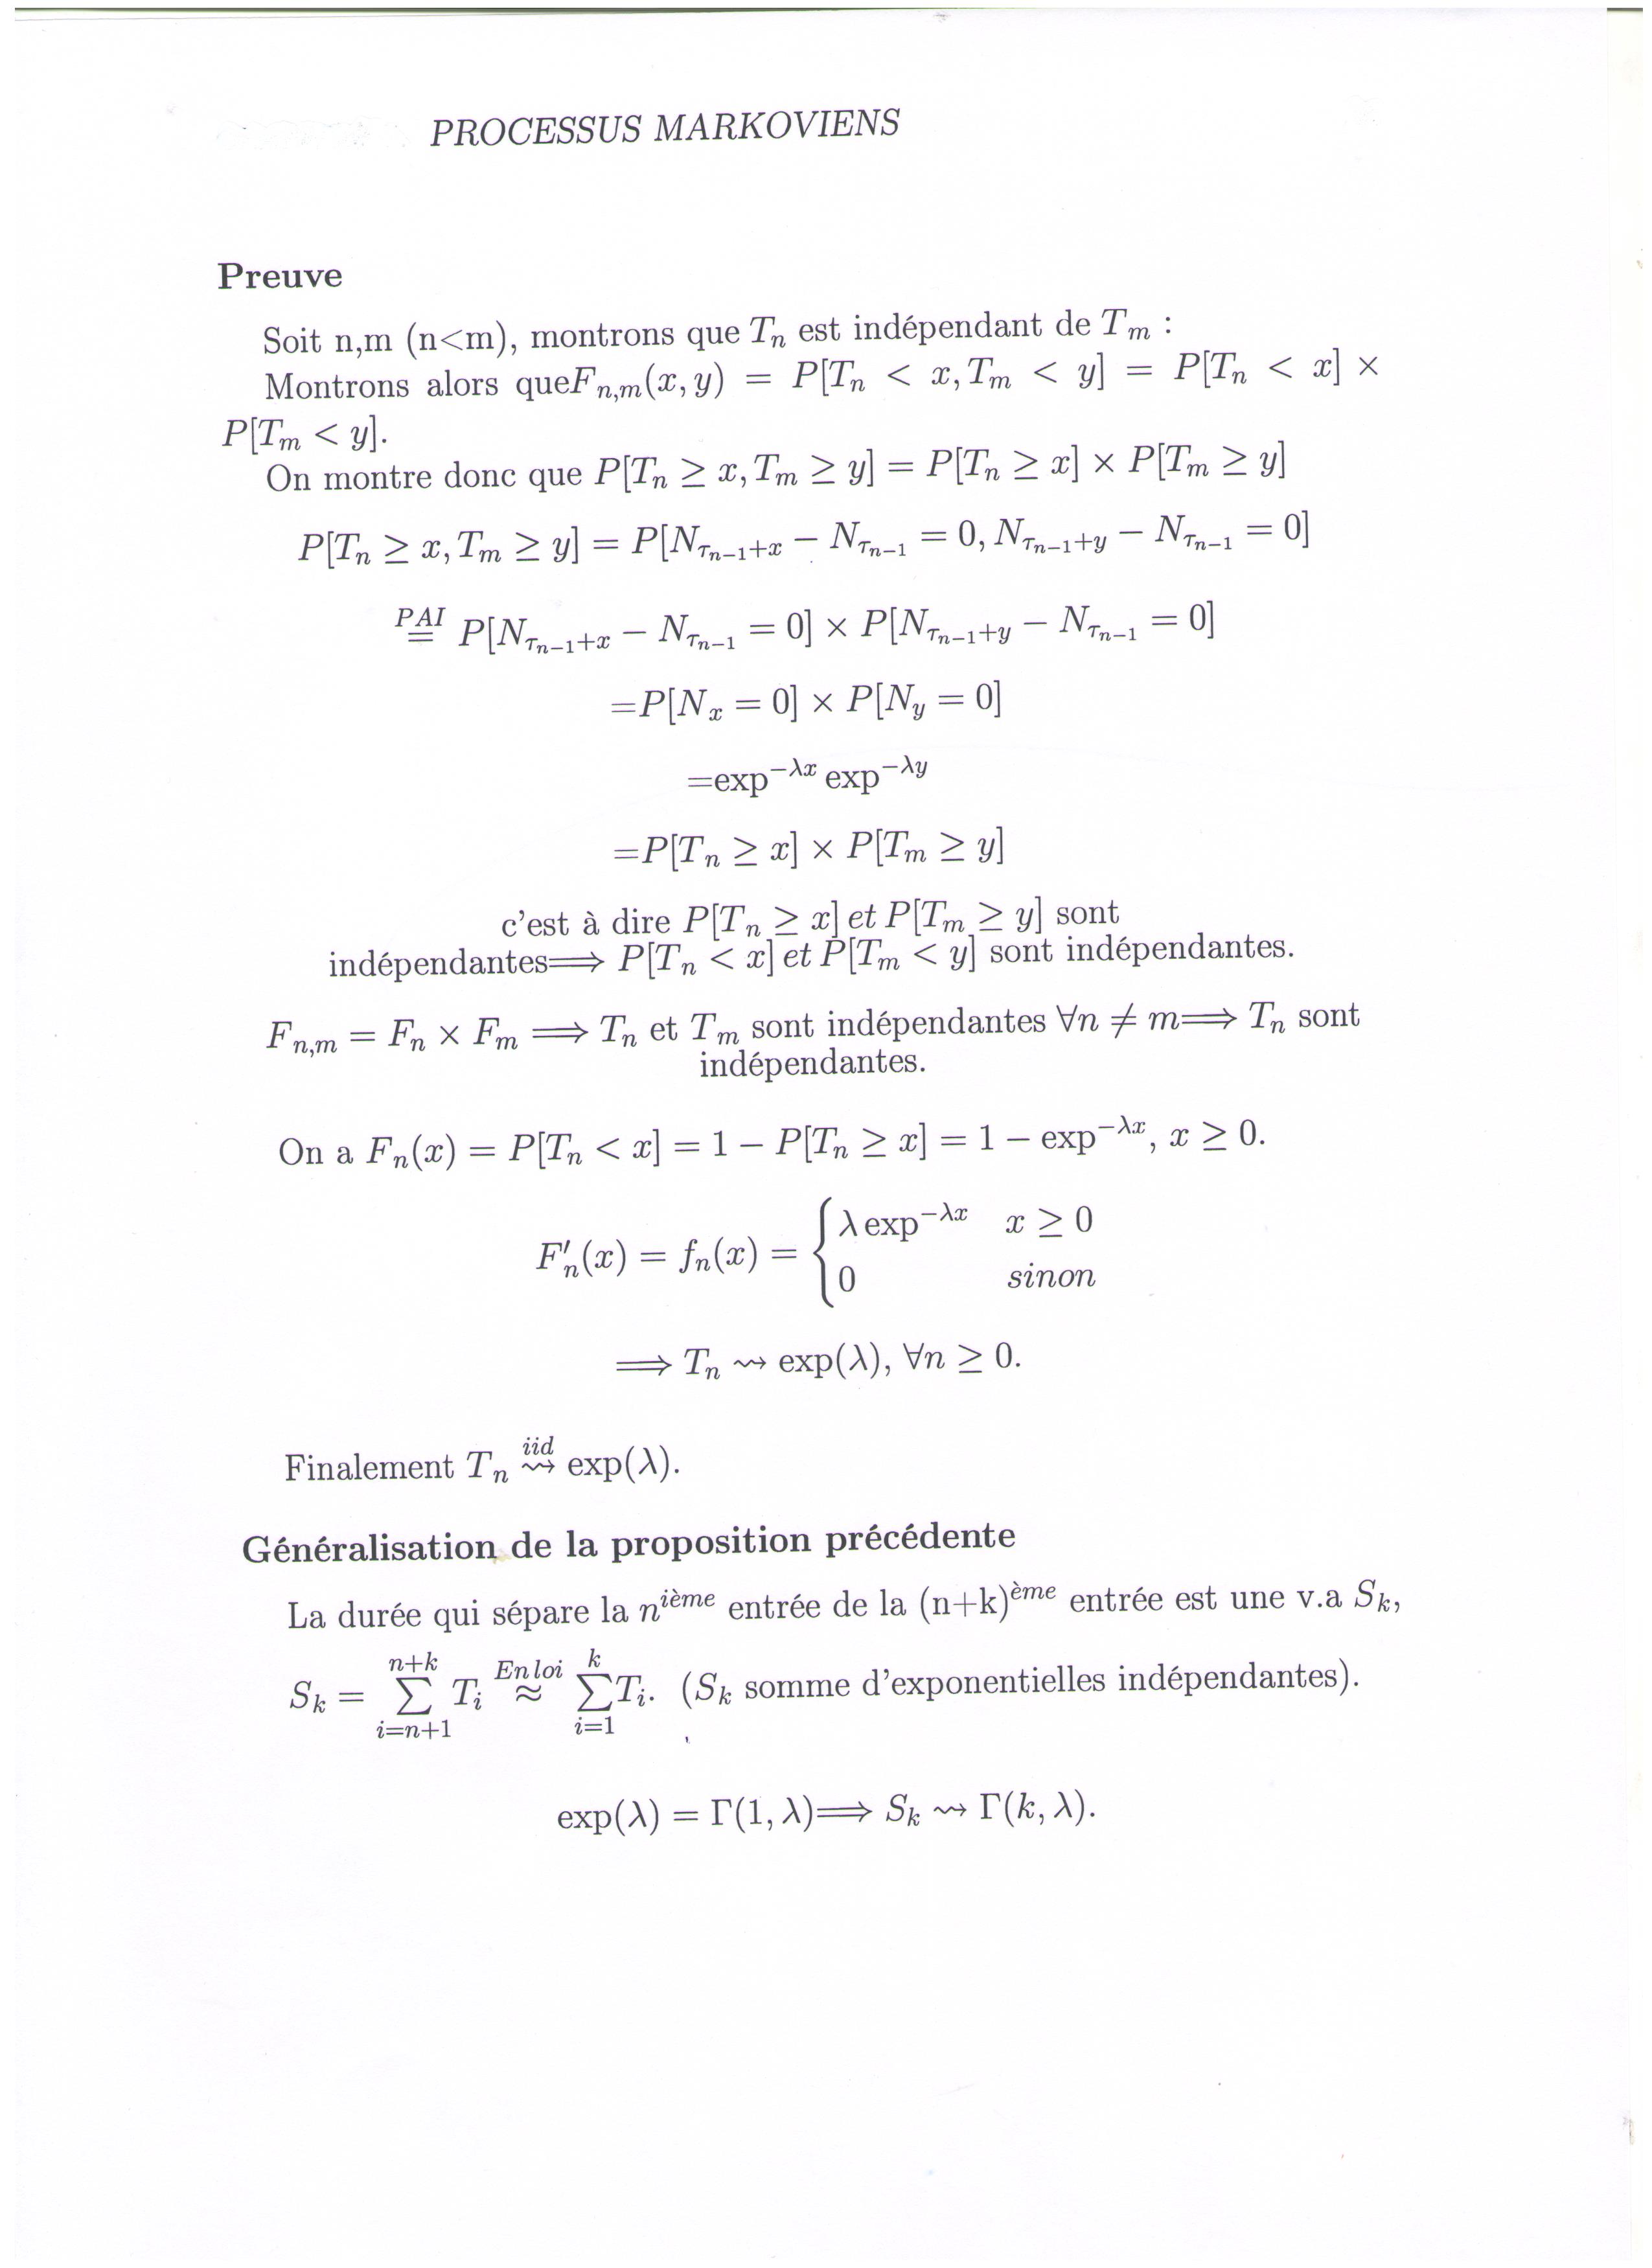 PROCESSUS MARKOVIENS
Preuve
Soit n,m (n<m), montrons que $T_n$ est indépendant de $T_m$ :
Montrons alors que$F_{n,m}(x, y) = P[T_n < x, T_m < y] = P[T_n < x] \times$
$P[T_m < y]$.
On montre donc que $P[T_n \geq x, T_m \geq y] = P[T_n \geq x] \times P[T_m \geq y]$
$P[T_n \geq x, T_m \geq y] = P[N_{\tau_{n-1}+x} - N_{\tau_{n-1}} = 0, N_{\tau_{n-1}+y} - N_{\tau_{n-1}} = 0]$
$\stackrel{PAI}{=} P[N_{\tau_{n-1}+x} - N_{\tau_{n-1}} = 0] \times P[N_{\tau_{n-1}+y} - N_{\tau_{n-1}} = 0]$
$=P[N_x = 0] \times P[N_y = 0]$
$=\exp^{-\lambda x} \exp^{-\lambda y}$
$=P[T_n \geq x] \times P[T_m \geq y]$
c'est à dire $P[T_n \geq x] \, et \, P[T_m \geq y]$ sont
indépendantes$\Longrightarrow$ $P[T_n < x] \, et \, P[T_m < y]$ sont indépendantes.
$F_{n,m} = F_n \times F_m \Longrightarrow T_n$ et $T_m$ sont indépendantes $\forall n \neq m \Longrightarrow T_n$ sont
indépendantes.
On a $F_n(x) = P[T_n < x] = 1 - P[T_n \geq x] = 1 - \exp^{-\lambda x}$, $x \geq 0$.
$F'_n(x) = f_n(x) = \begin{cases} \lambda \exp^{-\lambda x} & x \geq 0 \\ 0 & sinon \end{cases}$
$\Longrightarrow T_n \rightsquigarrow \exp(\lambda), \forall n \geq 0.$
Finalement $T_n \stackrel{iid}{\rightsquigarrow} \exp(\lambda)$.
Généralisation de la proposition précédente
La durée qui sépare la $n^{ième}$ entrée de la (n+k)$^{ème}$ entrée est une v.a $S_k$,
$S_k = \sum_{i=n+1}^{n+k} T_i \stackrel{En loi}{\approx} \sum_{i=1}^{k} T_i$. ($S_k$ somme d'exponentielles indépendantes).
$\exp(\lambda) = \Gamma(1, \lambda) \Longrightarrow S_k \rightsquigarrow \Gamma(k, \lambda).$